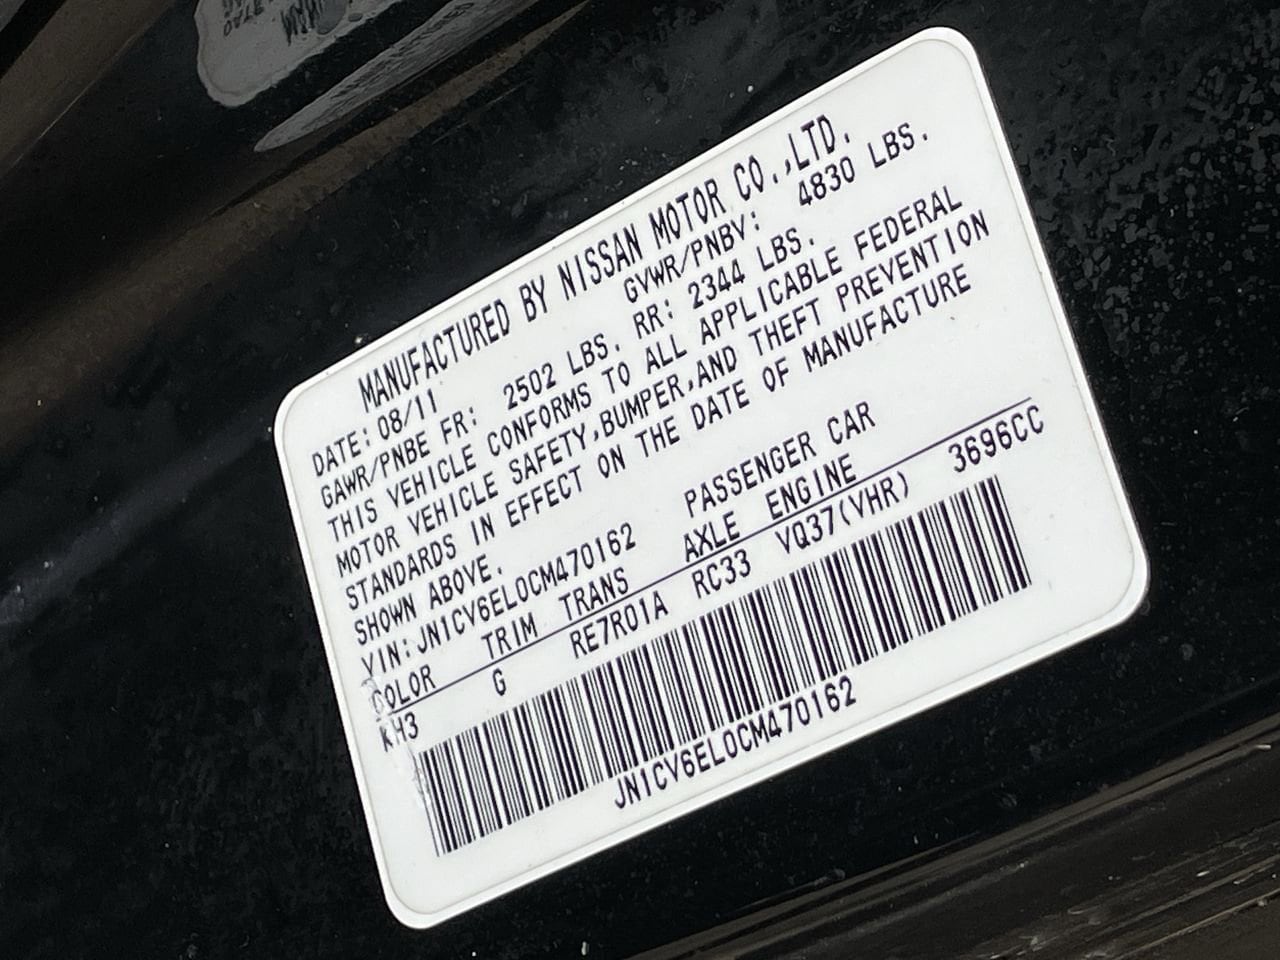 MANUFACTURED BY NISSAN MOTOR CO.,LTD.
DATE:08/11 GVWR/PNBV: 4830 LBS.
GAWR/PNBE FR: 2502 LBS. RR: 2344 LBS.
THIS VEHICLE CONFORMS TO ALL APPLICABLE FEDERAL
MOTOR VEHICLE SAFETY,BUMPER,AND THEFT PREVENTION
STANDARDS IN EFFECT ON THE DATE OF MANUFACTURE
SHOWN ABOVE.
VIN:JN1CV6EL0CM470162 PASSENGER CAR
COLOR TRIM TRANS AXLE ENGINE
KH3 G RE7R01A RC33 VQ37(VHR) 3696CC
JN1CV6EL0CM470162